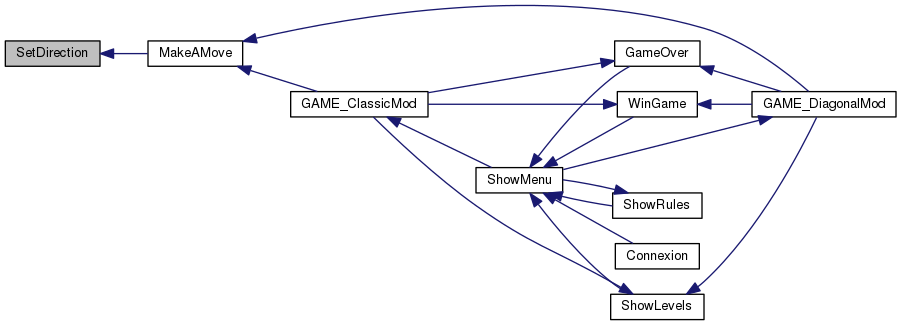 SetDirection
MakeAMove
GAME_ClassicMod
GameOver
WinGame
GAME_DiagonalMod
ShowMenu
ShowRules
Connexion
ShowLevels